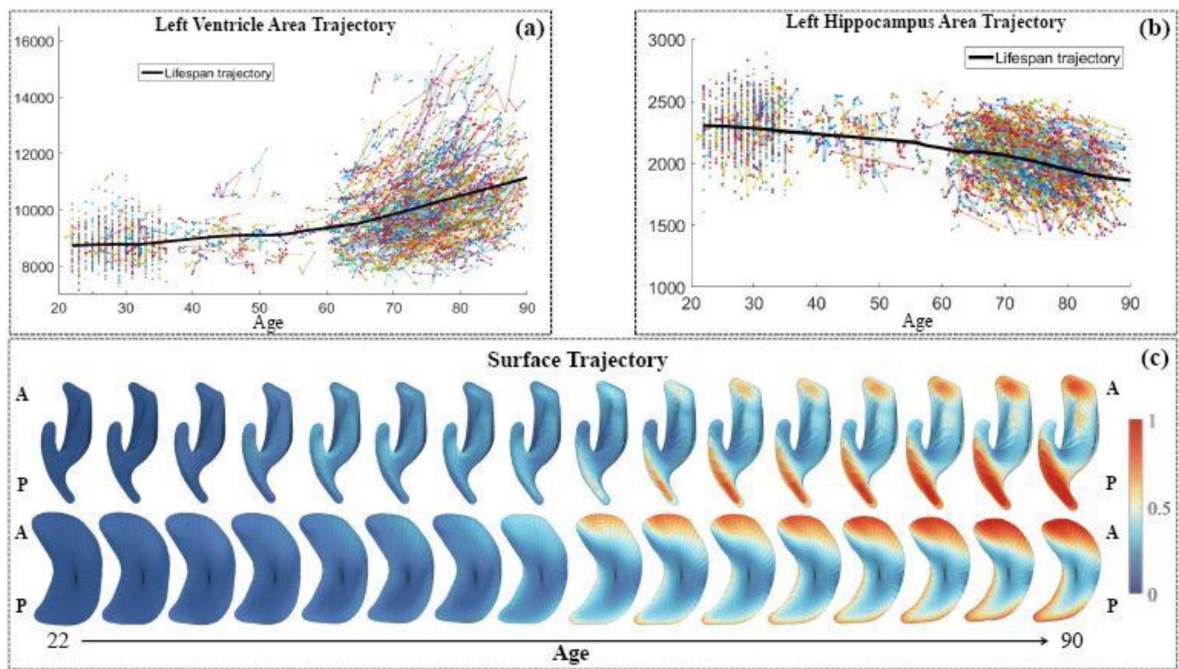 Left Ventricle Area Trajectory
(a)
16000
14000
12000
10000
8000
Lifespan trajectory
20 30 40 50 60 70 80 90
Age
Left Hippocampus Area Trajectory
(b)
3000
2500
2000
1500
1000
Lifespan trajectory
20 30 40 50 60 70 80 90
Age
Surface Trajectory
(c)
A
P
A
P
A
P
A
P
1
0.5
0
22
90
Age